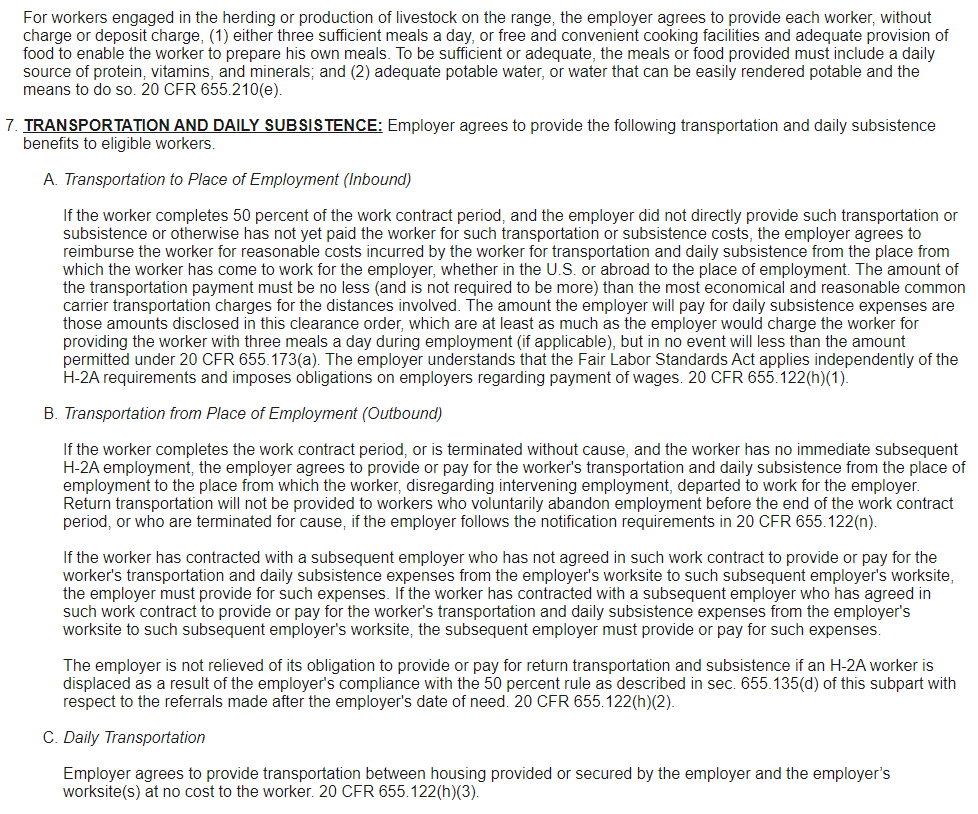 For workers engaged in the herding or production of livestock on the range, the employer agrees to provide each worker, without
charge or deposit charge, (1) either three sufficient meals a day, or free and convenient cooking facilities and adequate provision of
food to enable the worker to prepare his own meals. To be sufficient or adequate, the meals or food provided must include a daily
source of protein, vitamins, and minerals; and (2) adequate potable water, or water that can be easily rendered potable and the
means to do so. 20 CFR 655.210(e).
7. TRANSPORTATION AND DAILY SUBSISTENCE: Employer agrees to provide the following transportation and daily subsistence
benefits to eligible workers.
A. Transportation to Place of Employment (Inbound)
If the worker completes 50 percent of the work contract period, and the employer did not directly provide such transportation or
subsistence or otherwise has not yet paid the worker for such transportation or subsistence costs, the employer agrees to
reimburse the worker for reasonable costs incurred by the worker for transportation and daily subsistence from the place from
which the worker has come to work for the employer, whether in the U.S. or abroad to the place of employment. The amount of
the transportation payment must be no less (and is not required to be more) than the most economical and reasonable common
carrier transportation charges for the distances involved. The amount the employer will pay for daily subsistence expenses are
those amounts disclosed in this clearance order, which are at least as much as the employer would charge the worker for
providing the worker with three meals a day during employment (if applicable), but in no event will less than the amount
permitted under 20 CFR 655.173(a). The employer understands that the Fair Labor Standards Act applies independently of the
H-2A requirements and imposes obligations on employers regarding payment of wages. 20 CFR 655.122(h)(1).
B. Transportation from Place of Employment (Outbound)
If the worker completes the work contract period, or is terminated without cause, and the worker has no immediate subsequent
H-2A employment, the employer agrees to provide or pay for the worker's transportation and daily subsistence from the place of
employment to the place from which the worker, disregarding intervening employment, departed to work for the employer.
Return transportation will not be provided to workers who voluntarily abandon employment before the end of the work contract
period, or who are terminated for cause, if the employer follows the notification requirements in 20 CFR 655.122(n).
If the worker has contracted with a subsequent employer who has not agreed in such work contract to provide or pay for the
worker's transportation and daily subsistence expenses from the employer's worksite to such subsequent employer's worksite,
the employer must provide for such expenses. If the worker has contracted with a subsequent employer who has agreed in
such work contract to provide or pay for the worker's transportation and daily subsistence expenses from the employer's
worksite to such subsequent employer's worksite, the subsequent employer must provide or pay for such expenses.
The employer is not relieved of its obligation to provide or pay for return transportation and subsistence if an H-2A worker is
displaced as a result of the employer's compliance with the 50 percent rule as described in sec. 655.135(d) of this subpart with
respect to the referrals made after the employer's date of need. 20 CFR 655.122(h)(2).
C. Daily Transportation
Employer agrees to provide transportation between housing provided or secured by the employer and the employer’s
worksite(s) at no cost to the worker. 20 CFR 655.122(h)(3).